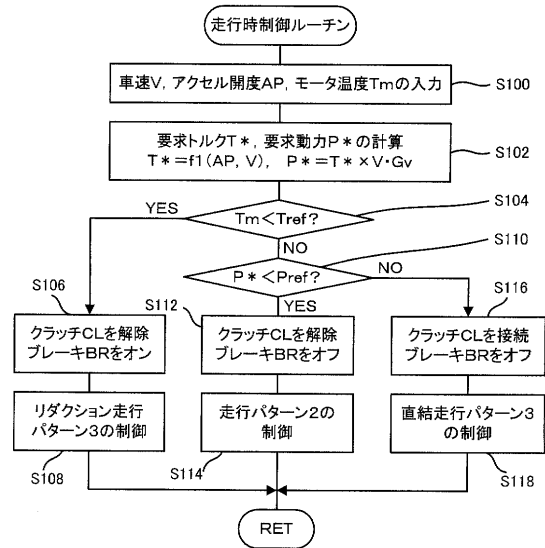 走行時制御ルーチン
車速V, アクセル開度AP, モータ温度Tmの入力
S100
要求トルクT*, 要求動力P*の計算
T*=f1(AP, V),　P*=T*×V・Gv
S102
Tm<Tref?
S104
YES
NO
P*<Pref?
S110
NO
YES
S106
クラッチCLを解除
ブレーキBRをオン
S112
クラッチCLを解除
ブレーキBRをオフ
S116
クラッチCLを接続
ブレーキBRをオフ
リダクション走行
パターン3の制御
S108
走行パターン2の
制御
S114
直結走行パターン3
の制御
S118
RET